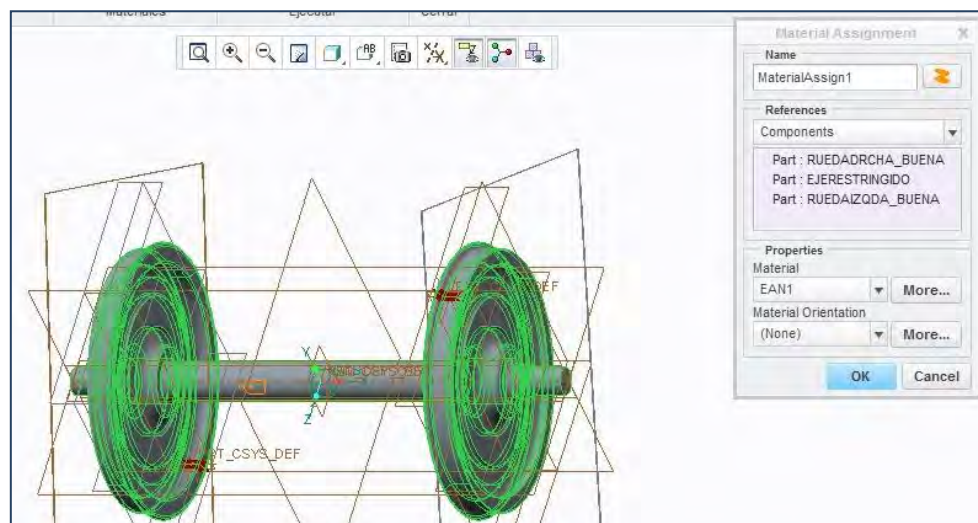 Materiales Ejecutar Cerrar
AB
Material Assignment
Name
MaterialAssign1
References
Components
Part : RUEDADRCHA_BUENA
Part : EJERESTRINGIDO
Part : RUEDAIZQDA_BUENA
Properties
Material
EAN1 More...
Material Orientation
(None) More...
OK Cancel
Y
Z
T_CSYS_DEF